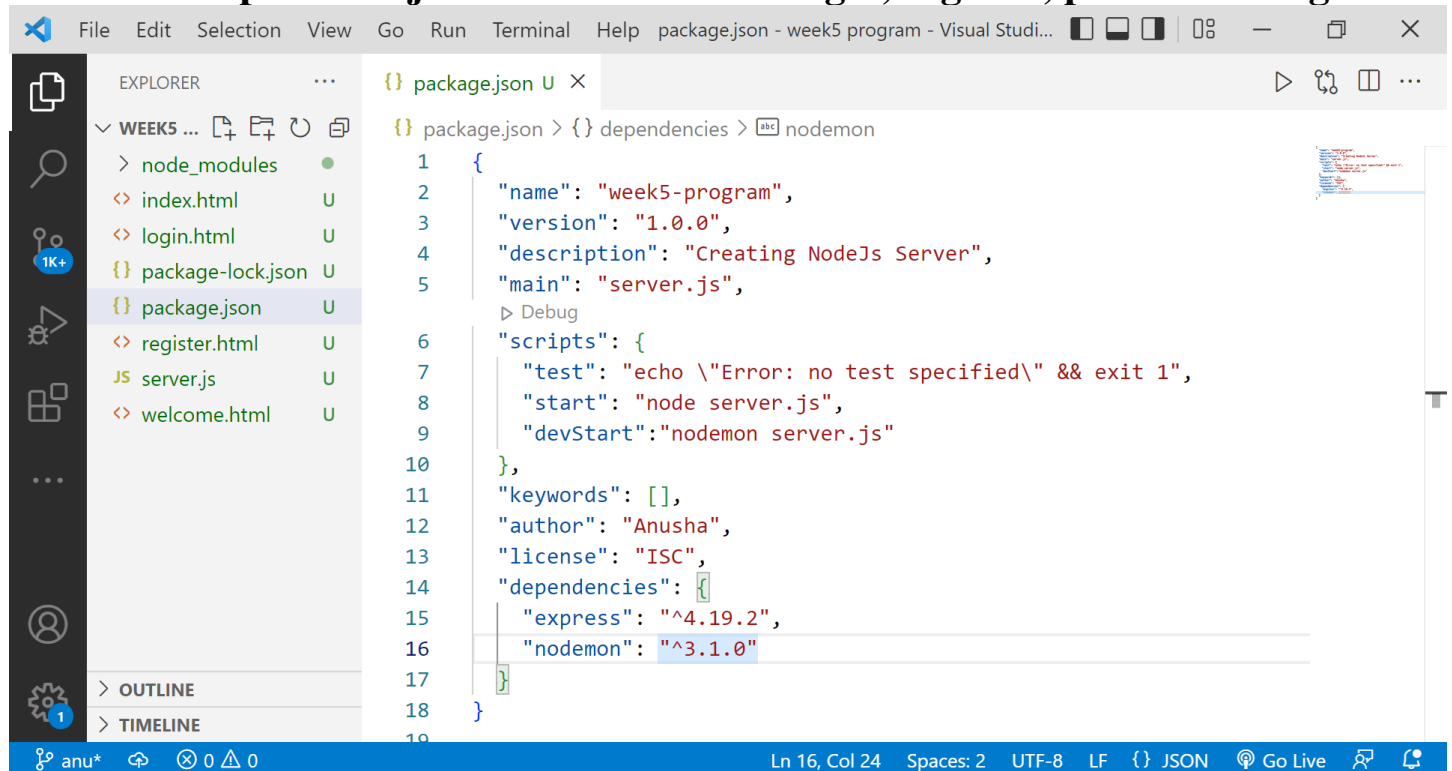 File Edit Selection View Go Run Terminal Help package.json - week5 program - Visual Studi...
EXPLORER
WEEK5 ...
node_modules
index.html U
login.html U
package-lock.json U
package.json U
register.html U
JS server.js U
welcome.html U
OUTLINE
TIMELINE
1K+
1
{} package.json U
{} package.json > {} dependencies > abc nodemon
1 {
2 "name": "week5-program",
3 "version": "1.0.0",
4 "description": "Creating NodeJs Server",
5 "main": "server.js",
Debug
6 "scripts": {
7 "test": "echo \"Error: no test specified\" && exit 1",
8 "start": "node server.js",
9 "devStart":"nodemon server.js"
10 },
11 "keywords": [],
12 "author": "Anusha",
13 "license": "ISC",
14 "dependencies": {
15 "express": "^4.19.2",
16 "nodemon": "^3.1.0"
17 }
18 }
19
anu* 0 0 Ln 16, Col 24 Spaces: 2 UTF-8 LF {} JSON Go Live